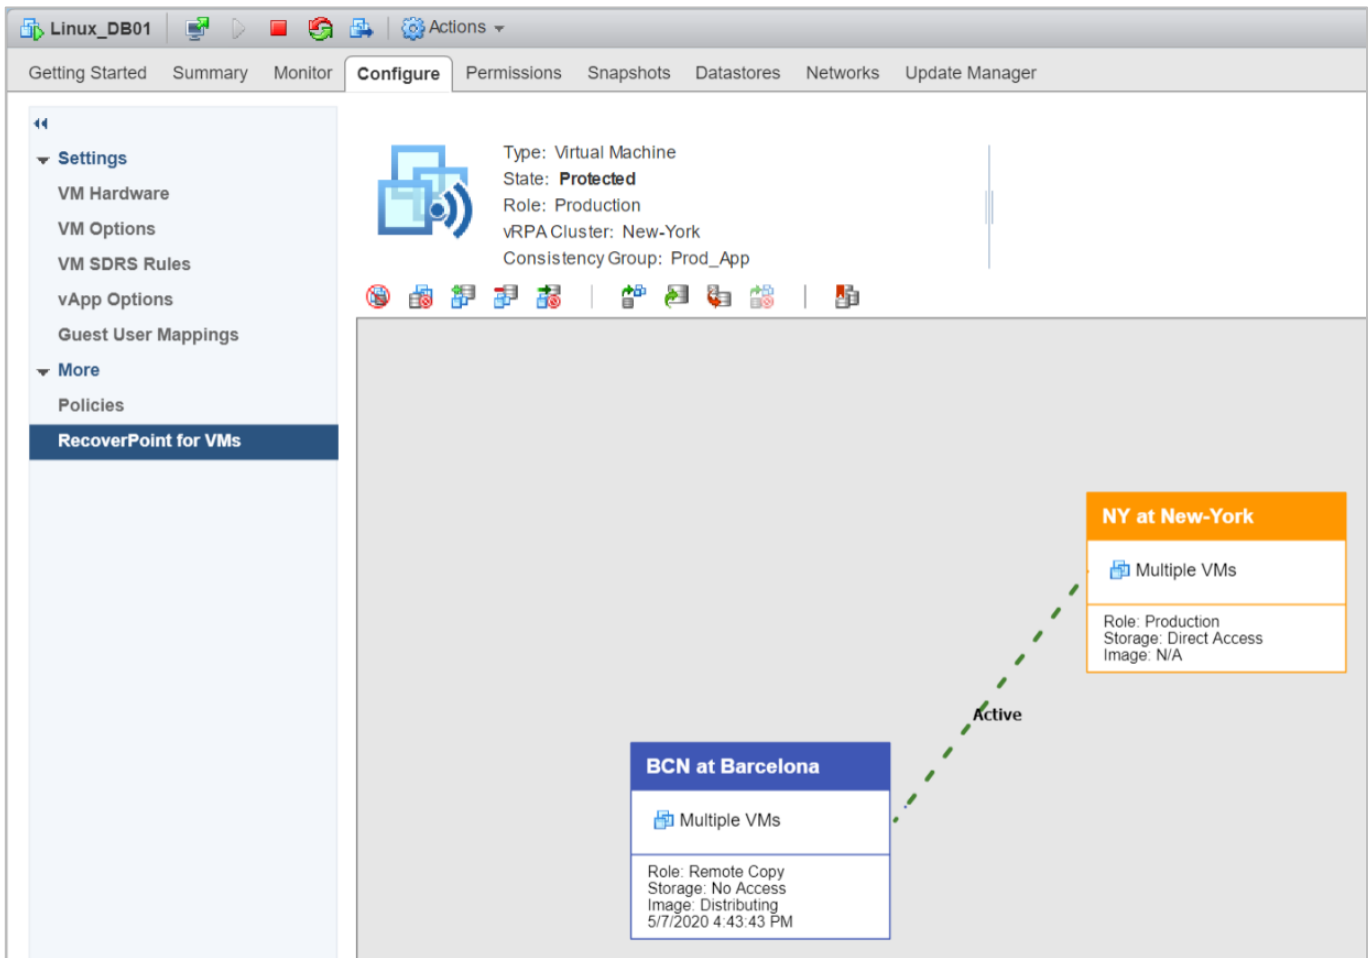 Linux_DB01 Actions
Getting Started Summary Monitor Configure Permissions Snapshots Datastores Networks Update Manager
Settings
VM Hardware
VM Options
VM SDRS Rules
vApp Options
Guest User Mappings
More
Policies
RecoverPoint for VMs
Type: Virtual Machine
State: Protected
Role: Production
vRPA Cluster: New-York
Consistency Group: Prod_App
NY at New-York
Multiple VMs
Role: Production
Storage: Direct Access
Image: N/A
Active
BCN at Barcelona
Multiple VMs
Role: Remote Copy
Storage: No Access
Image: Distributing
5/7/2020 4:43:43 PM